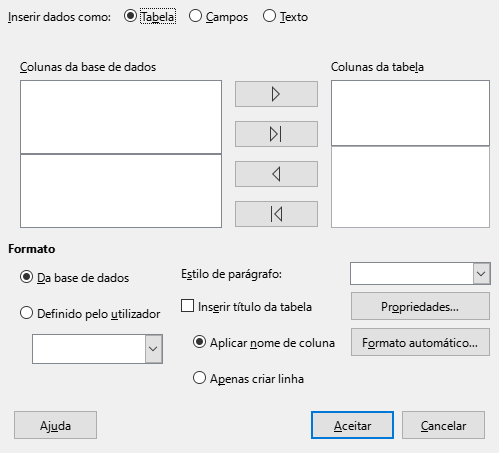 Inserir dados como: Tabela Campos Texto
Colunas da base de dados Colunas da tabela
Formato
Da base de dados Estilo de parágrafo:
Definido pelo utilizador Inserir título da tabela Propriedades...
Aplicar nome de coluna Formato automático...
Apenas criar linha
Ajuda Aceitar Cancelar